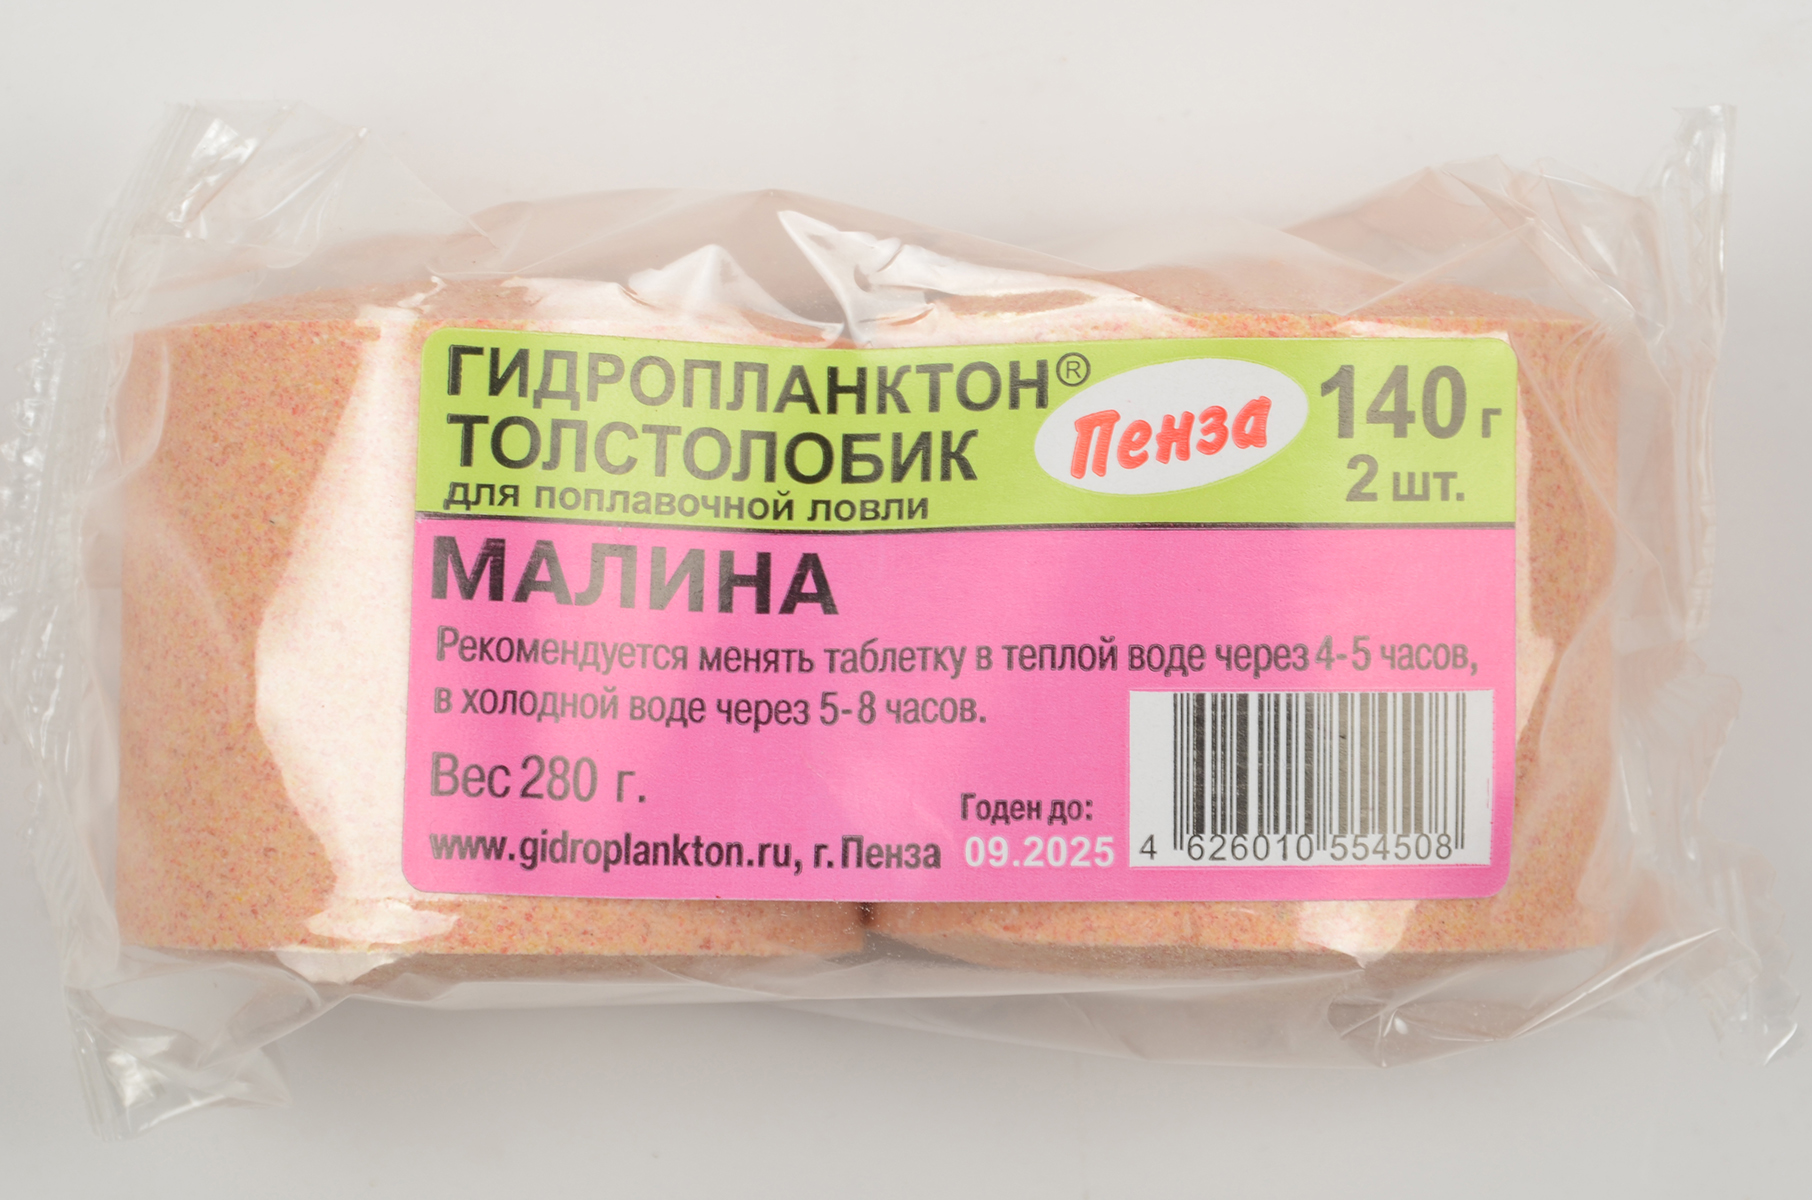 ГИДРОПЛАНКТОН®
ТОЛСТОЛОБИК
для поплавочной ловли
Пенза
140 г
2 шт.
МАЛИНА
Рекомендуется менять таблетку в теплой воде через 4-5 часов,
в холодной воде через 5-8 часов.
Вес 280 г.
www.gidroplankton.ru, г. Пенза
Годен до:
09.2025
4 626010 554508